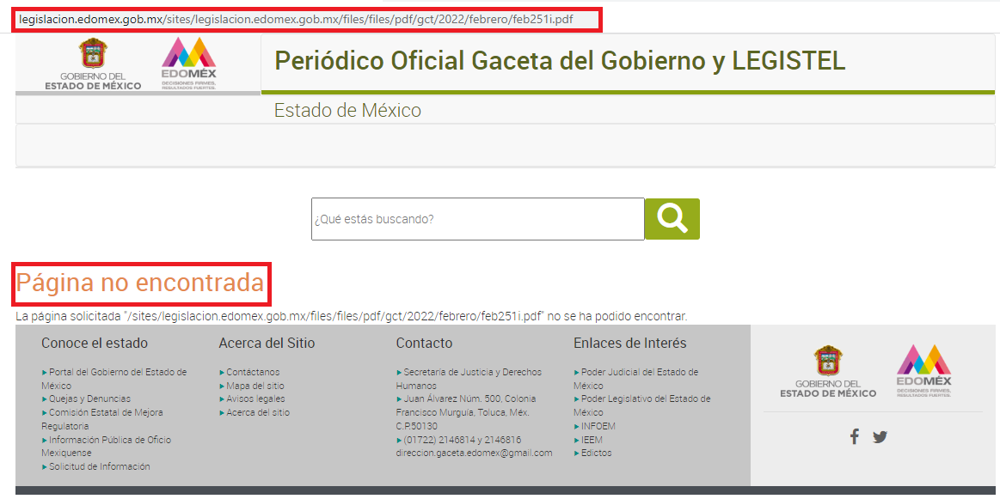 legislacion.edomex.gob.mx/sites/legislacion.edomex.gob.mx/files/files/pdf/gct/2022/febrero/feb251i.pdf
GOBIERNO DEL
ESTADO DE MÉXICO
EDOMÉX
DECISIONES FIRMES,
RESULTADOS FUERTES.
Periódico Oficial Gaceta del Gobierno y LEGISTEL
Estado de México
¿Qué estás buscando?
Página no encontrada
La página solicitada "/sites/legislacion.edomex.gob.mx/files/files/pdf/gct/2022/febrero/feb251i.pdf" no se ha podido encontrar.
Conoce el estado
Portal del Gobierno del Estado de
México
Quejas y Denuncias
Comisión Estatal de Mejora
Regulatoria
Información Pública de Oficio
Mexiquense
Solicitud de Información
Acerca del Sitio
Contáctanos
Mapa del sitio
Avisos legales
Acerca del sitio
Contacto
Secretaría de Justicia y Derechos
Humanos
Juan Álvarez Núm. 500, Colonia
Francisco Murguía, Toluca, Méx.
C.P.50130
(01722) 2146814 y 2146816
direccion.gaceta.edomex@gmail.com
Enlaces de Interés
Poder Judicial del Estado de
México
Poder Legislativo del Estado de
México
INFOEM
IEEM
Edictos
GOBIERNO DEL
ESTADO DE MÉXICO
EDOMÉX
DECISIONES FIRMES,
RESULTADOS FUERTES.